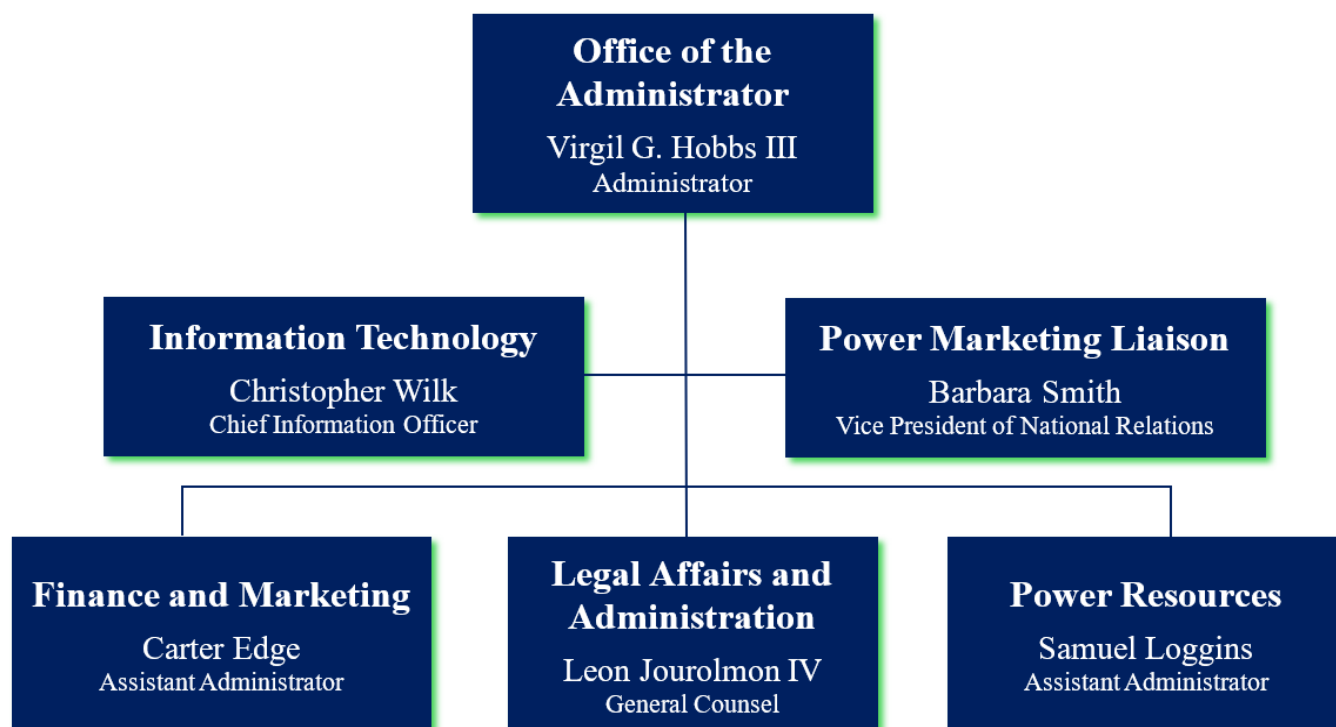 Office of the
Administrator
Virgil G. Hobbs III
Administrator
Information Technology
Christopher Wilk
Chief Information Officer
Power Marketing Liaison
Barbara Smith
Vice President of National Relations
Finance and Marketing
Carter Edge
Assistant Administrator
Legal Affairs and
Administration
Leon Jourolmon IV
General Counsel
Power Resources
Samuel Loggins
Assistant Administrator